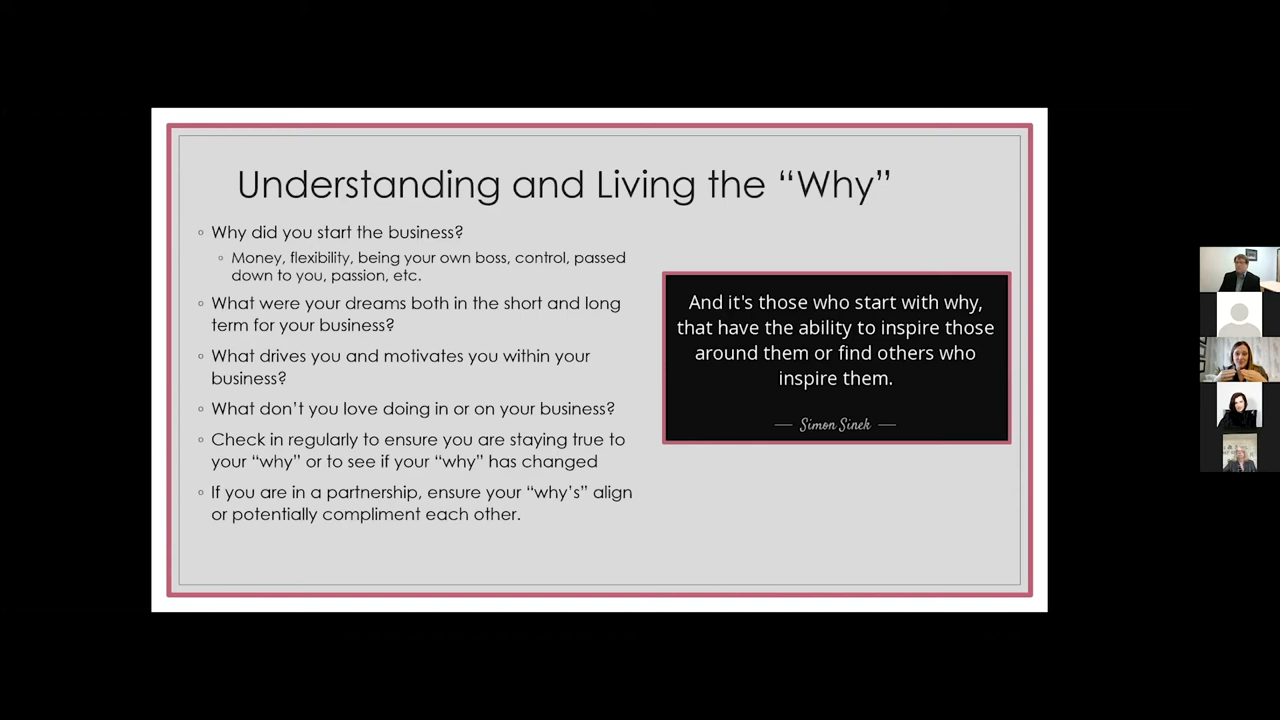 Understanding and Living the “Why”
Why did you start the business?
Money, flexibility, being your own boss, control, passed
down to you, passion, etc.
What were your dreams both in the short and long
term for your business?
What drives you and motivates you within your
business?
What don’t you love doing in or on your business?
Check in regularly to ensure you are staying true to
your “why” or to see if your “why” has changed
If you are in a partnership, ensure your “why’s” align
or potentially compliment each other.
And it's those who start with why,
that have the ability to inspire those
around them or find others who
inspire them.
— Simon Sinek —